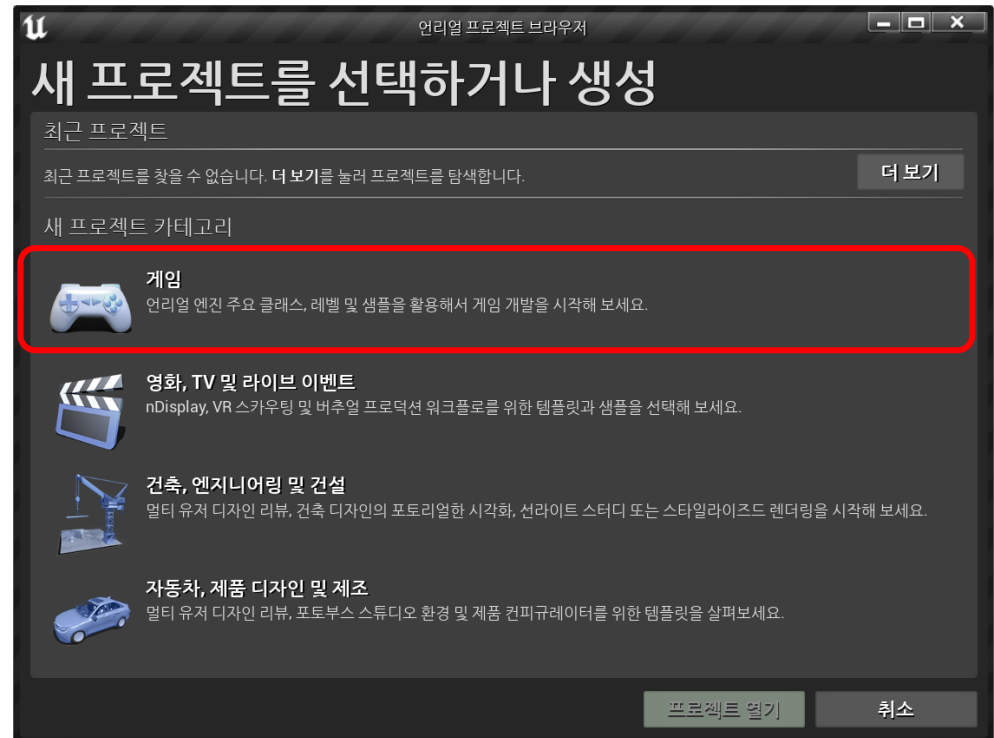 언리얼 프로젝트 브라우저
새 프로젝트를 선택하거나 생성
최근 프로젝트
최근 프로젝트를 찾을 수 없습니다. 더 보기를 눌러 프로젝트를 탐색합니다.
더 보기
새 프로젝트 카테고리
게임
언리얼 엔진 주요 클래스, 레벨 및 샘플을 활용해서 게임 개발을 시작해 보세요.
영화, TV 및 라이브 이벤트
nDisplay, VR 스카우팅 및 버추얼 프로덕션 워크플로를 위한 템플릿과 샘플을 선택해 보세요.
건축, 엔지니어링 및 건설
멀티 유저 디자인 리뷰, 건축 디자인의 포토리얼한 시각화, 선라이트 스터디 또는 스타일라이즈드 렌더링을 시작해 보세요.
자동차, 제품 디자인 및 제조
멀티 유저 디자인 리뷰, 포토부스 스튜디오 환경 및 제품 컨피규레이터를 위한 템플릿을 살펴보세요.
프로젝트 열기
취소